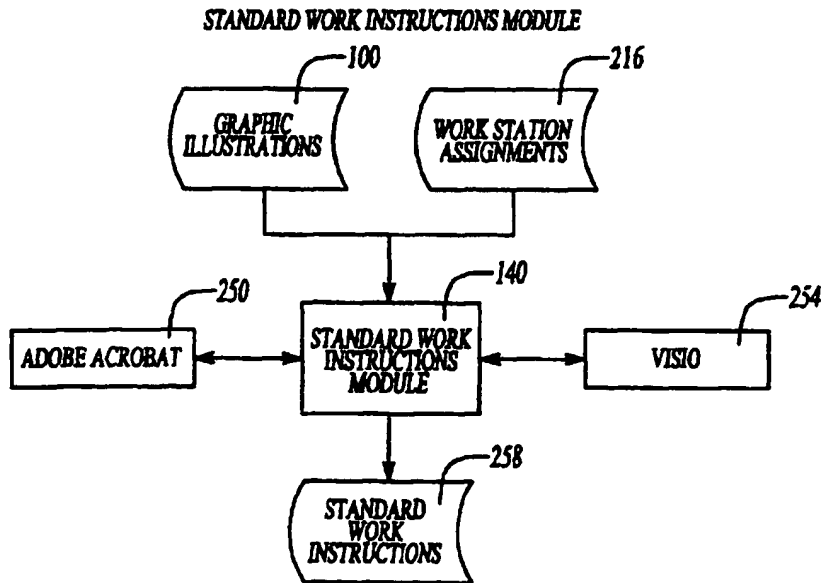 STANDARD WORK INSTRUCTIONS MODULE
100
216
GRAPHIC
ILLUSTRATIONS
WORK STATION
ASSIGNMENTS
140
250
254
ADOBE ACROBAT
STANDARD WORK
INSTRUCTIONS
MODULE
VISIO
258
STANDARD
WORK
INSTRUCTIONS